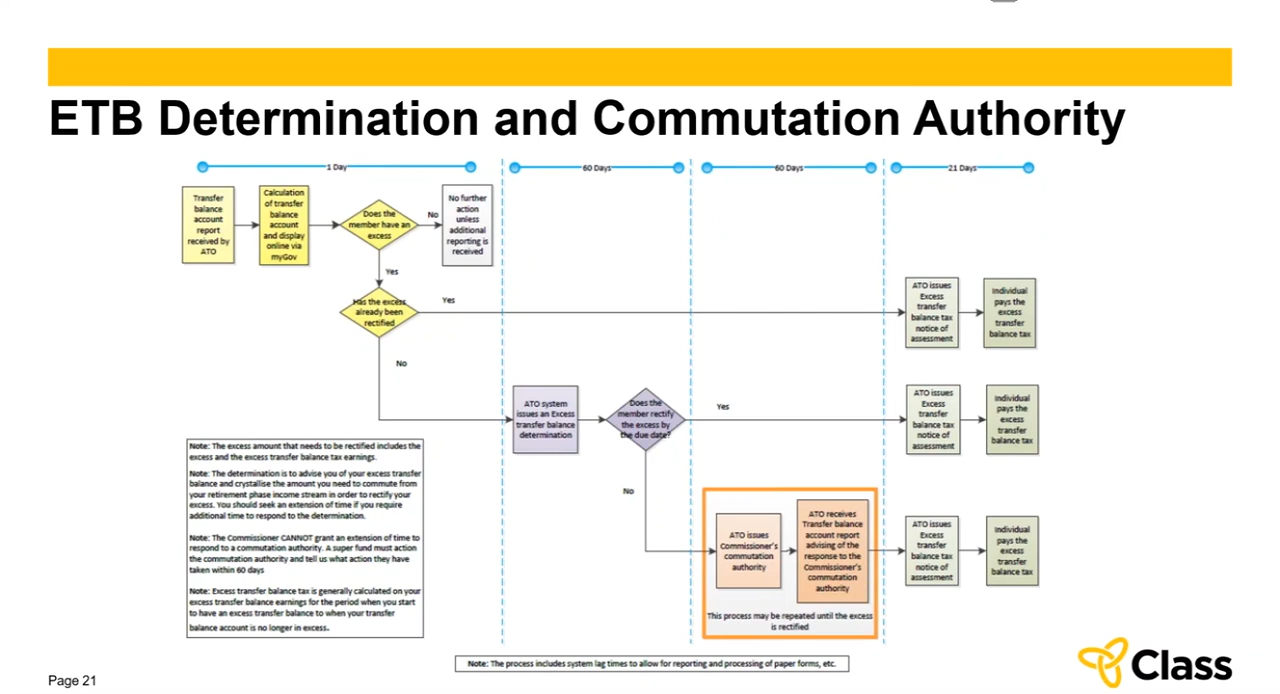 ETB Determination and Commutation Authority
1 Day
60 Days
60 Days
21 Days
Transfer
balance
account
report
received by
ATO
Calculation
of transfer
balance
account
and display
online via
myGov
Does the
member have an
excess
No
No further
action
unless
additional
reporting is
received
Yes
Has the excess
already been
rectified
Yes
ATO issues
Excess
transfer
balance tax
notice of
assessment
Individual
pays the
excess
transfer
balance tax
No
ATO system
issues an Excess
transfer balance
determination
Does the
member rectify
the excess by
the due date?
Yes
ATO issues
Excess
transfer
balance tax
notice of
assessment
Individual
pays the
excess
transfer
balance tax
No
ATO issues
Commissioner's
commutation
authority
ATO receives
Transfer balance
account report
advising of the
response to the
Commissioner's
commutation
authority
This process may be repeated until the excess
is rectified
ATO issues
Excess
transfer
balance tax
notice of
assessment
Individual
pays the
excess
transfer
balance tax
Note: The excess amount that needs to be rectified includes the
excess and the excess transfer balance tax earnings.
Note: The determination is to advise you of your excess transfer
balance and crystallise the amount you need to commute from
your retirement phase income stream in order to rectify your
excess. You should seek an extension of time if you require
additional time to respond to the determination.
Note: The Commissioner CANNOT grant an extension of time to
respond to a commutation authority. A super fund must action
the commutation authority and tell us what action they have
taken within 60 days
Note: Excess transfer balance tax is generally calculated on your
excess transfer balance earnings for the period when you start
to have an excess transfer balance to when your transfer
balance account is no longer in excess.
Note: The process includes system lag times to allow for reporting and processing of paper forms, etc.
Page 21
Class